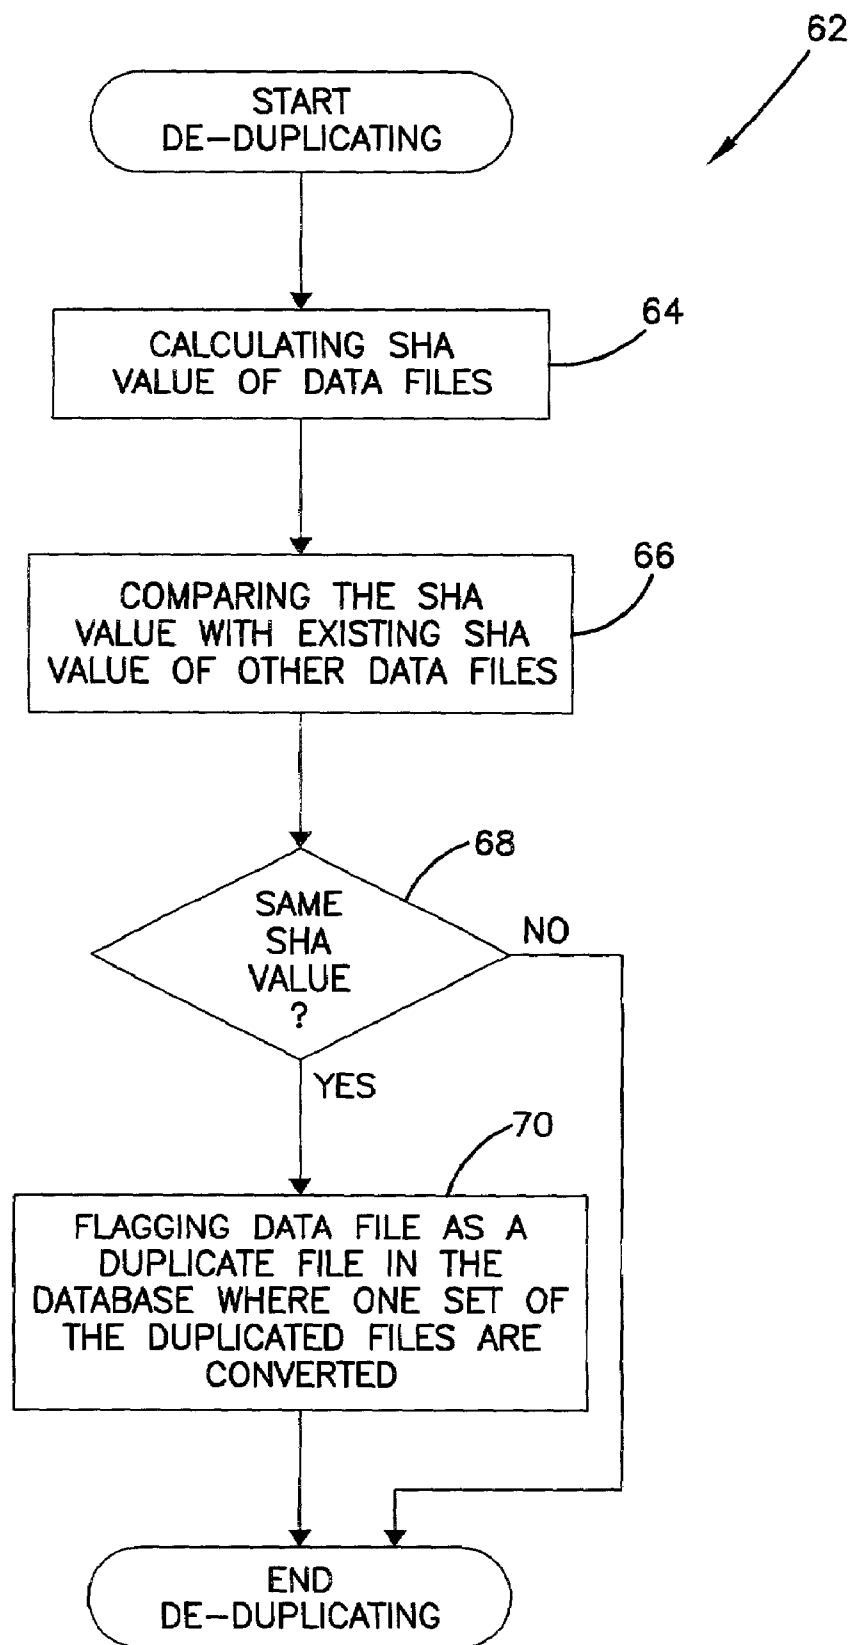 62
START
DE-DUPLICATING
64
CALCULATING SHA
VALUE OF DATA FILES
66
COMPARING THE SHA
VALUE WITH EXISTING SHA
VALUE OF OTHER DATA FILES
68
SAME
SHA
VALUE
?
NO
YES
70
FLAGGING DATA FILE AS A
DUPLICATE FILE IN THE
DATABASE WHERE ONE SET OF
THE DUPLICATED FILES ARE
CONVERTED
END
DE-DUPLICATING